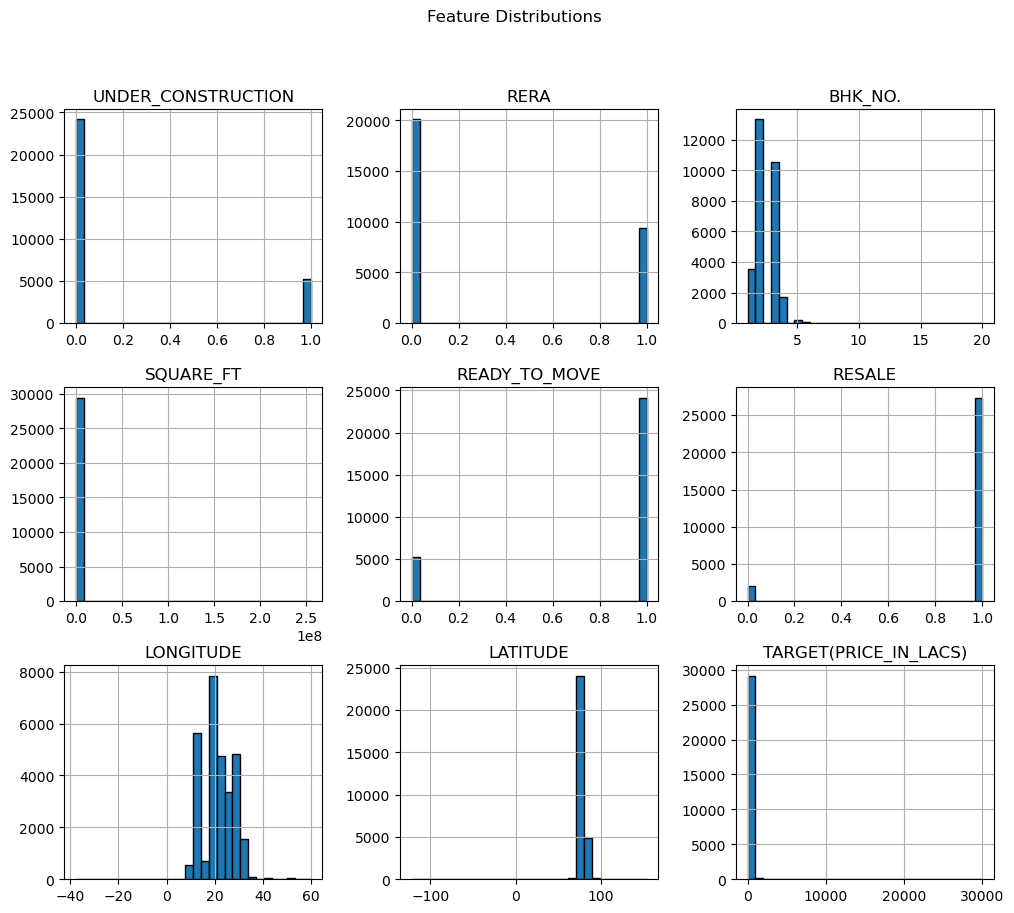 Feature Distributions
UNDER_CONSTRUCTION
25000
20000
15000
10000
5000
0
0.0 0.2 0.4 0.6 0.8 1.0
RERA
20000
15000
10000
5000
0
0.0 0.2 0.4 0.6 0.8 1.0
BHK_NO.
12000
10000
8000
6000
4000
2000
0
5 10 15 20
SQUARE_FT
30000
25000
20000
15000
10000
5000
0
0.0 0.5 1.0 1.5 2.0 2.5
1e8
READY_TO_MOVE
25000
20000
15000
10000
5000
0
0.0 0.2 0.4 0.6 0.8 1.0
RESALE
25000
20000
15000
10000
5000
0
0.0 0.2 0.4 0.6 0.8 1.0
LONGITUDE
8000
6000
4000
2000
0
−40 −20 0 20 40 60
LATITUDE
25000
20000
15000
10000
5000
0
−100 0 100
TARGET(PRICE_IN_LACS)
30000
25000
20000
15000
10000
5000
0
0 10000 20000 30000